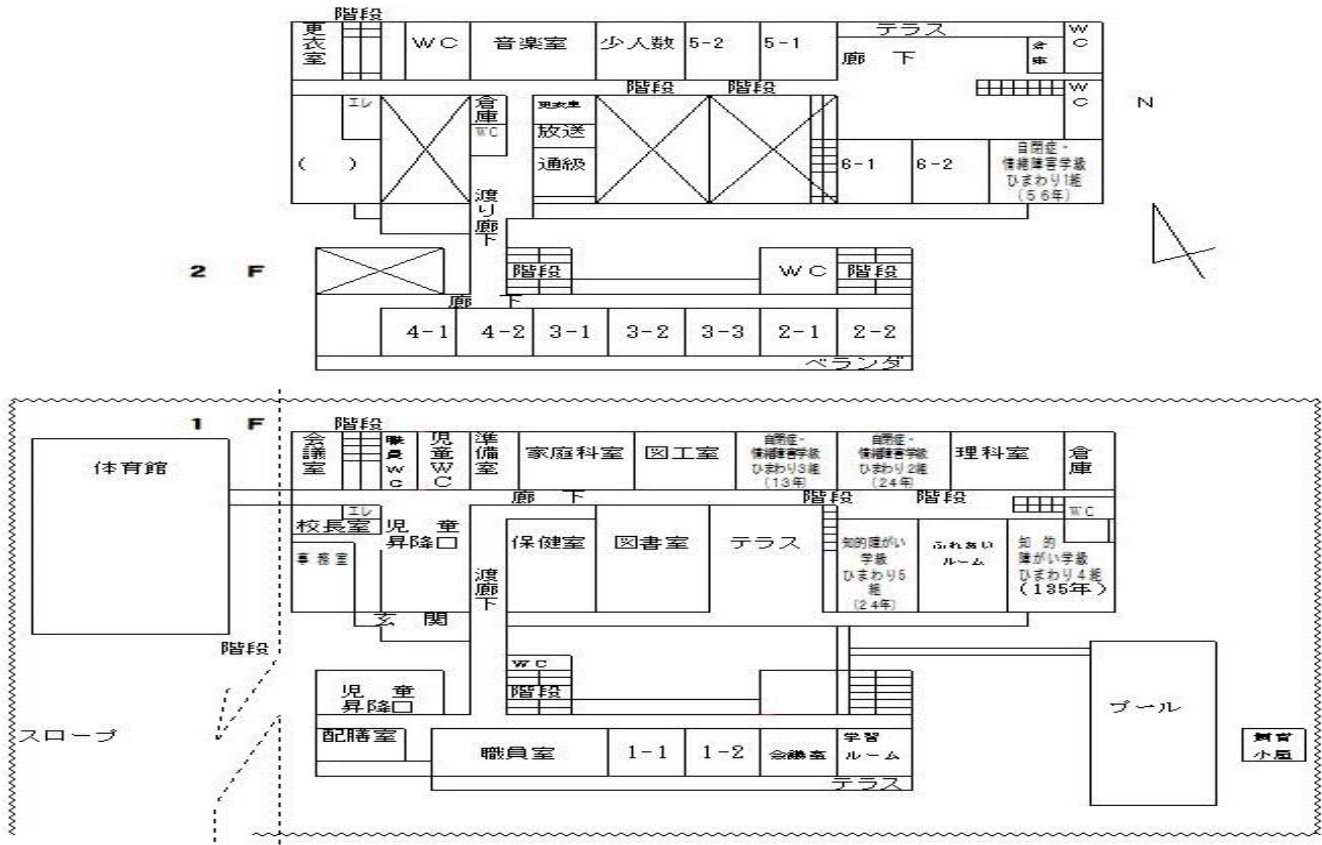 階段
更衣室
WC
音楽室
少人数
5-2
5-1
テラス
廊 下
倉庫
WC
階段
階段
エレ
倉庫
WC
更衣室
放送
通級
WC
N
( )
6-1
6-2
自閉症・
情緒障害学級
ひまわり1組
(56年)
渡り廊下
2 F
階段
WC
階段
廊 下
4-1
4-2
3-1
3-2
3-3
2-1
2-2
ベランダ
1 F
階段
体育館
会議室
職員WC
児童WC
準備室
家庭科室
図工室
自閉症・
情緒障害学級
ひまわり3組
(13年)
自閉症・
情緒障害学級
ひまわり2組
(24年)
理科室
倉庫
廊 下
階段
階段
エレ
WC
校長室
児 童
昇降口
保健室
図書室
テラス
事務室
知的障がい
学級
ひまわり5
組
(24年)
ふれあい
ルーム
知 的
障がい学級
ひまわり4組
(135年)
渡廊下
玄 関
階段
WC
階段
児 童
昇降口
プール
スロープ
配膳室
職員室
1-1
1-2
会議室
学習
ルーム
飼育
小屋
テラス